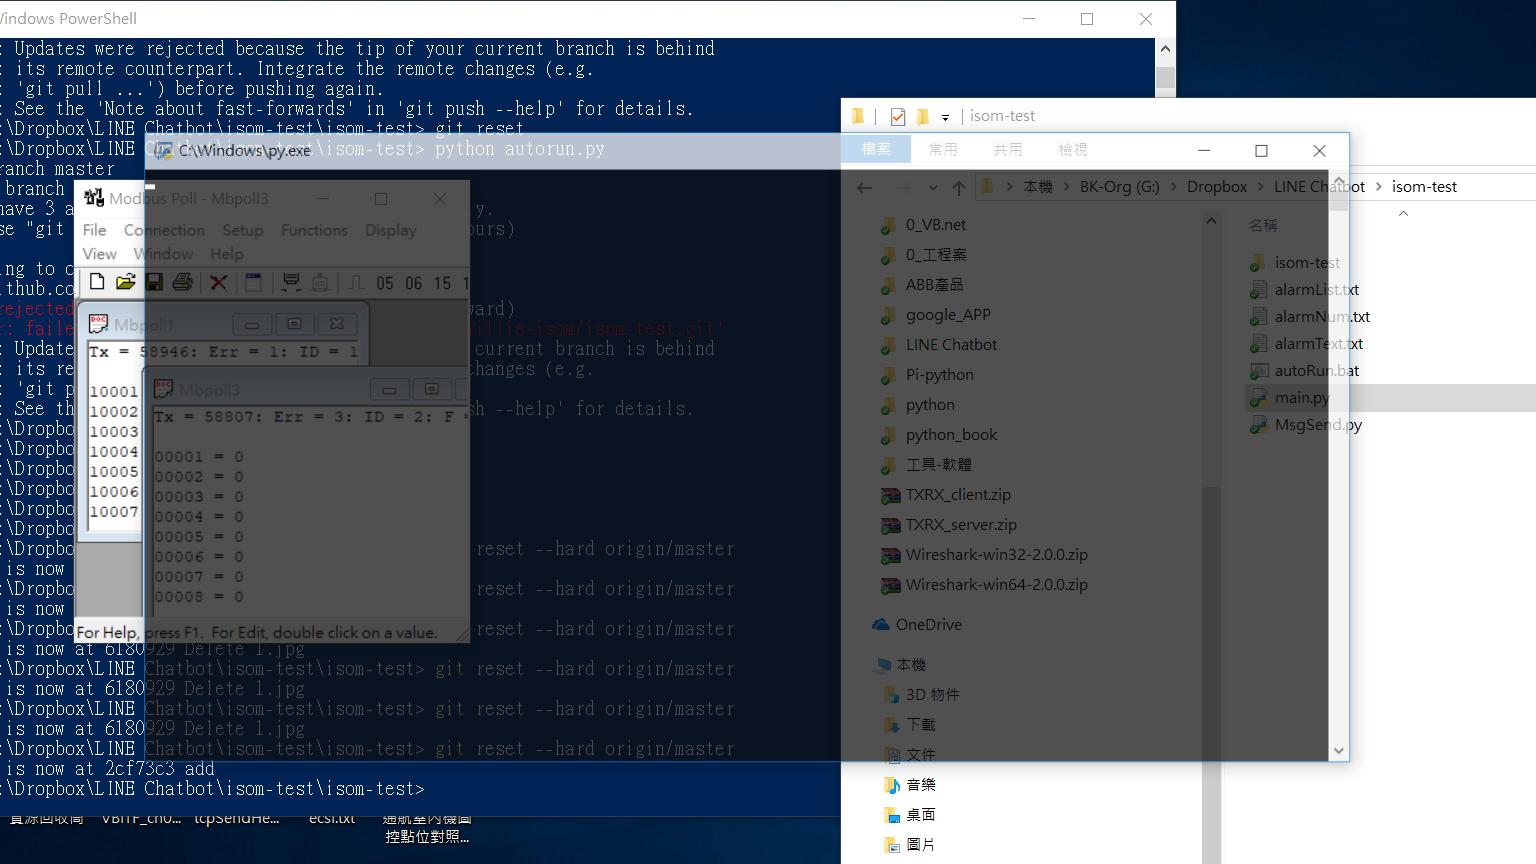 Windows PowerShell
: Updates were rejected because the tip of your current branch is behind
: its remote counterpart. Integrate the remote changes (e.g.
: 'git pull ...') before pushing again.
: See the 'Note about fast-forwards' in 'git push --help' for details.
:\Dropbox\LINE Chatbot\isom-test\isom-test> git reset
:\Dropbox\LINE Chatbot\isom-test\isom-test> python autorun.py
ranch master
branch
have 3 a
y.
se "git
ours)
ing to c
thub.co
rejected
ard)
r: faile
willie-isom/isom-test.git'
: Update
current branch is behind
: its re
changes (e.g.
: 'git p
: See th
sh --help' for details.
:\Dropbo
:\Dropbo
:\Dropbo
:\Dropbo
:\Dropbo
:\Dropbo
:\Dropbo
reset --hard origin/master
is now
:\Dropbo
reset --hard origin/master
is now
:\Dropbo
reset --hard origin/master
is now at 6180929 Delete 1.jpg
:\Dropbox\LINE Chatbot\isom-test\isom-test> git reset --hard origin/master
is now at 6180929 Delete 1.jpg
:\Dropbox\LINE Chatbot\isom-test\isom-test> git reset --hard origin/master
is now at 6180929 Delete 1.jpg
:\Dropbox\LINE Chatbot\isom-test\isom-test> git reset --hard origin/master
is now at 2cf73c3 add
:\Dropbox\LINE Chatbot\isom-test\isom-test>
C:\Windows\py.exe
Modbus Poll - Mbpoll3
File Connection Setup Functions Display
View Window Help
05 06 15 1
Mbpoll1
Tx = 58946: Err = 1: ID = 1
10001
10002
10003
10004
10005
10006
10007
Mbpoll3
Tx = 58807: Err = 3: ID = 2: F =
00001 = 0
00002 = 0
00003 = 0
00004 = 0
00005 = 0
00006 = 0
00007 = 0
00008 = 0
For Help, press F1. For Edit, double click on a value.
isom-test
檔案 常用 共用 檢視
本機 > BK-Org (G:) > Dropbox > LINE Chatbot > isom-test
0_VB.net
0_工程案
ABB產品
google_APP
LINE Chatbot
Pi-python
python
python_book
工具-軟體
TXRX_client.zip
TXRX_server.zip
Wireshark-win32-2.0.0.zip
Wireshark-win64-2.0.0.zip
OneDrive
本機
3D 物件
下載
文件
音樂
桌面
圖片
名稱
isom-test
alarmList.txt
alarmNum.txt
alarmText.txt
autoRun.bat
main.py
MsgSend.py
資源回收筒
VBITF_ch0...
tcpSendHe...
ecsi.txt
控點位對照...